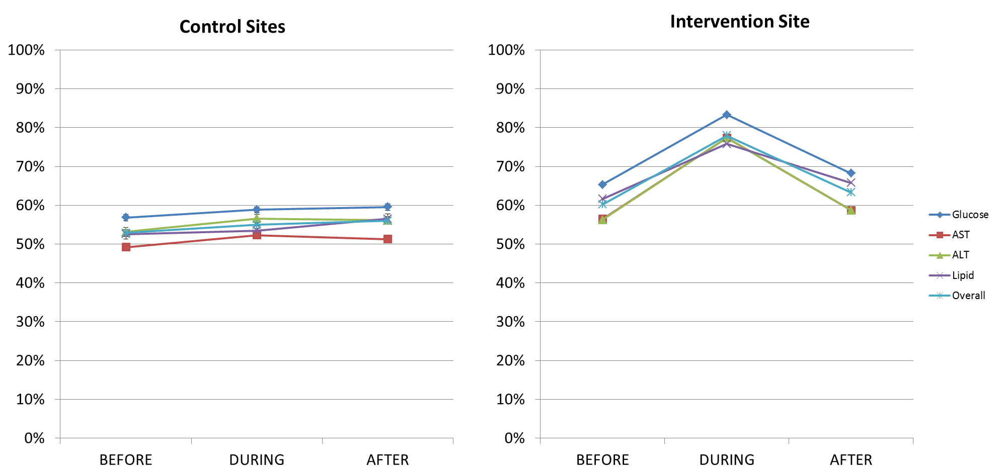 Control Sites
100%
90%
80%
70%
60%
50%
40%
30%
20%
10%
0%
BEFORE DURING AFTER
Intervention Site
100%
90%
80%
70%
60%
50%
40%
30%
20%
10%
0%
BEFORE DURING AFTER
Glucose
AST
ALT
Lipid
Overall